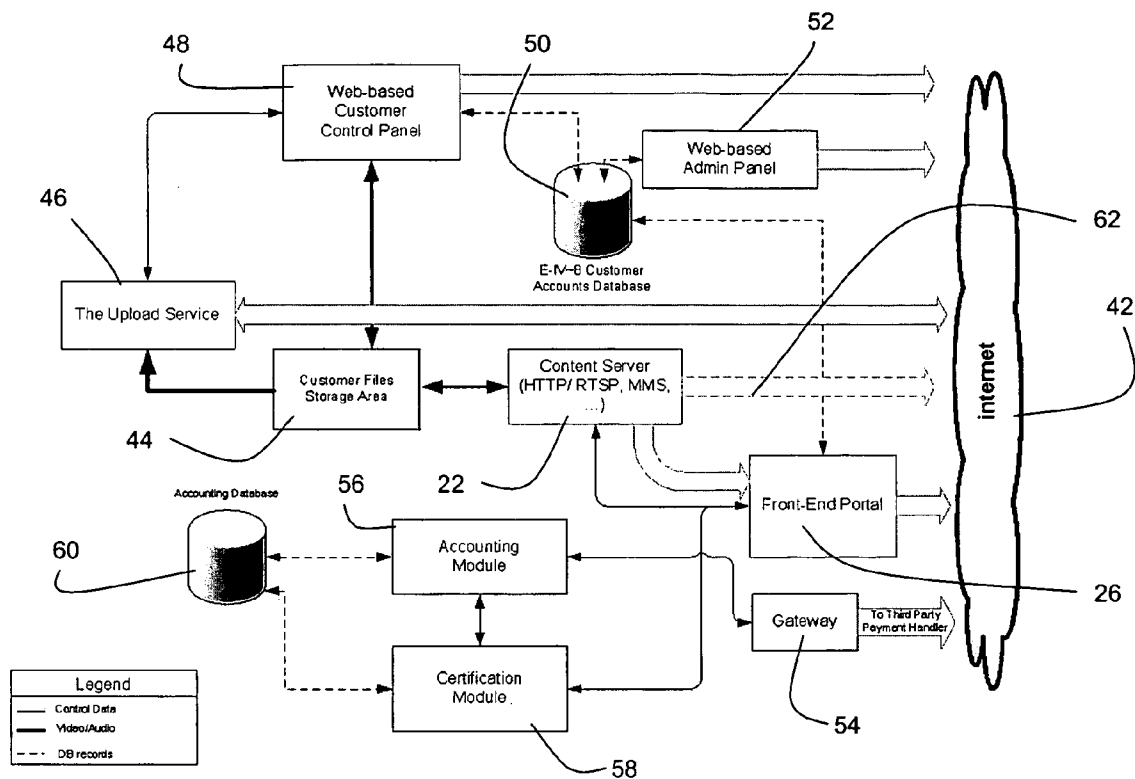 48
50
52
Web-based
Customer
Control Panel
Web-based
Admin Panel
46
62
E-IV-8 Customer
Accounts Database
The Upload Service
42
Customer Files
Storage Area
Content Server
(HTTP/ RTSP, MMS,
...)
internet
44
22
Accounting Database
56
Front-End Portal
60
Accounting
Module
26
Gateway
To Third Party
Payment Handler
Certification
Module
Legend
Control Data
Video/Audio
DB records
54
58